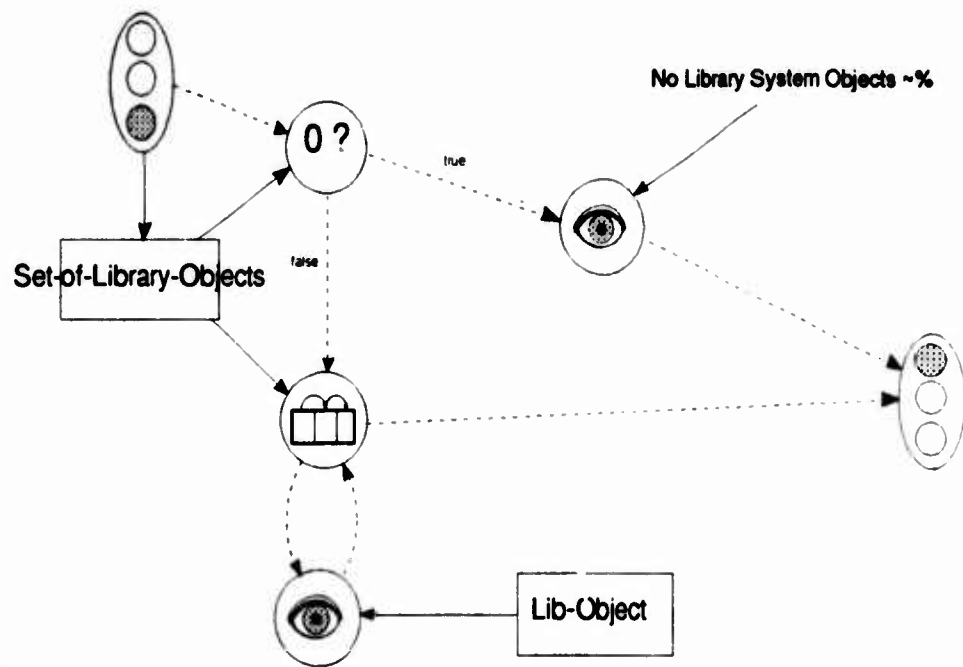 No Library System Objects ~%
0 ?
true
false
Set-of-Library-Objects
Lib-Object